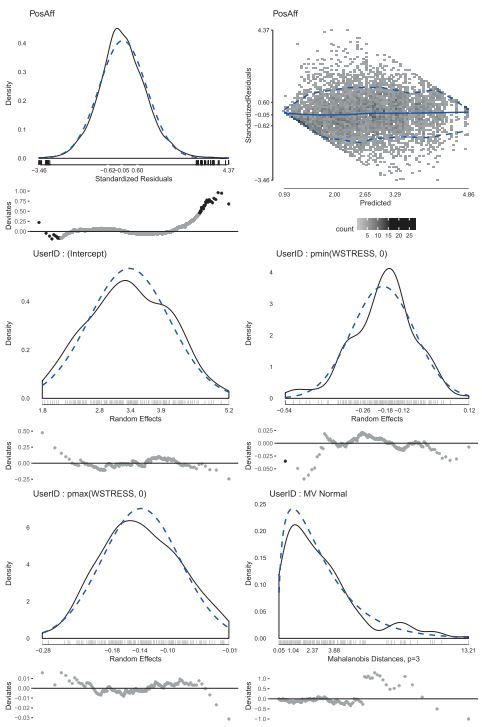 PosAff
Density
0.4
0.3
0.2
0.1
0.0
−3.46 −0.62−0.05 0.60 4.37
Standardized Residuals
Deviates
1.00
0.75
0.50
0.25
0.00
PosAff
StandardizedResiduals
4.37
0.60
−0.05
−0.62
−3.46
0.93 2.00 2.65 3.29 4.86
Predicted
count
5 10 15 20 25
UserID : (Intercept)
Density
0.4
0.2
0.0
1.8 2.8 3.4 3.9 5.2
Random Effects
Deviates
0.50
0.25
0.00
−0.25
UserID : pmin(WSTRESS, 0)
Density
4
3
2
1
0
−0.54 −0.26 −0.18−0.12 0.12
Random Effects
Deviates
0.025
0.000
−0.025
−0.050
UserID : pmax(WSTRESS, 0)
Density
6
4
2
0
−0.28 −0.18 −0.14 −0.10 −0.01
Random Effects
Deviates
0.01
0.00
−0.01
−0.02
−0.03
UserID : MV Normal
Density
0.25
0.20
0.15
0.10
0.05
0.00
0.05 1.04 2.37 3.88 13.21
Mahalanobis Distances, p=3
Deviates
1.0
0.5
0.0
−0.5
−1.0